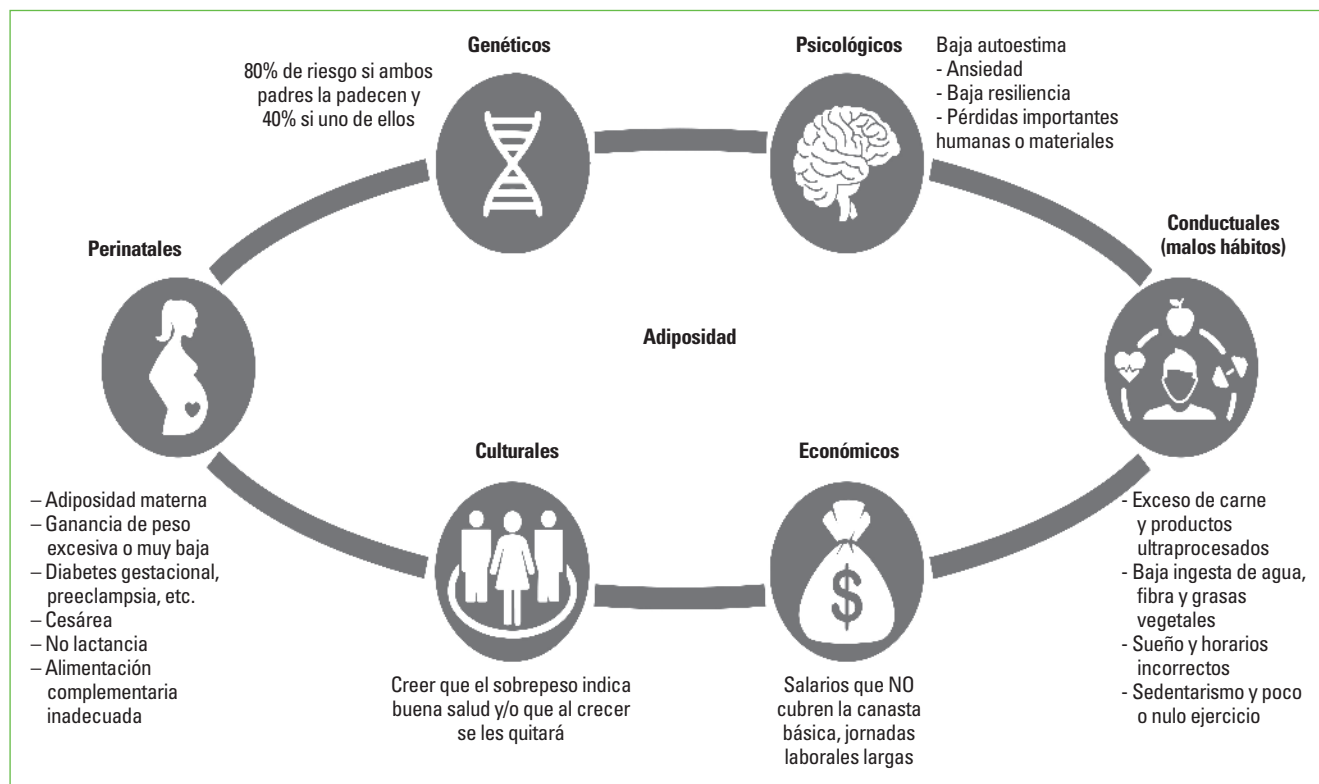 Genéticos
80% de riesgo si ambos
padres la padecen y
40% si uno de ellos
Psicológicos
Baja autoestima
- Ansiedad
- Baja resiliencia
- Pérdidas importantes
humanas o materiales
Perinatales
Conductuales
(malos hábitos)
Adiposidad
– Adiposidad materna
– Ganancia de peso
excesiva o muy baja
– Diabetes gestacional,
preeclampsia, etc.
– Cesárea
– No lactancia
– Alimentación
complementaria
inadecuada
Culturales
Creer que el sobrepeso indica
buena salud y/o que al crecer
se les quitará
Económicos
$
Salarios que NO
cubren la canasta
básica, jornadas
laborales largas
- Exceso de carne
y productos
ultraprocesados
- Baja ingesta de agua,
fibra y grasas
vegetales
- Sueño y horarios
incorrectos
- Sedentarismo y poco
o nulo ejercicio